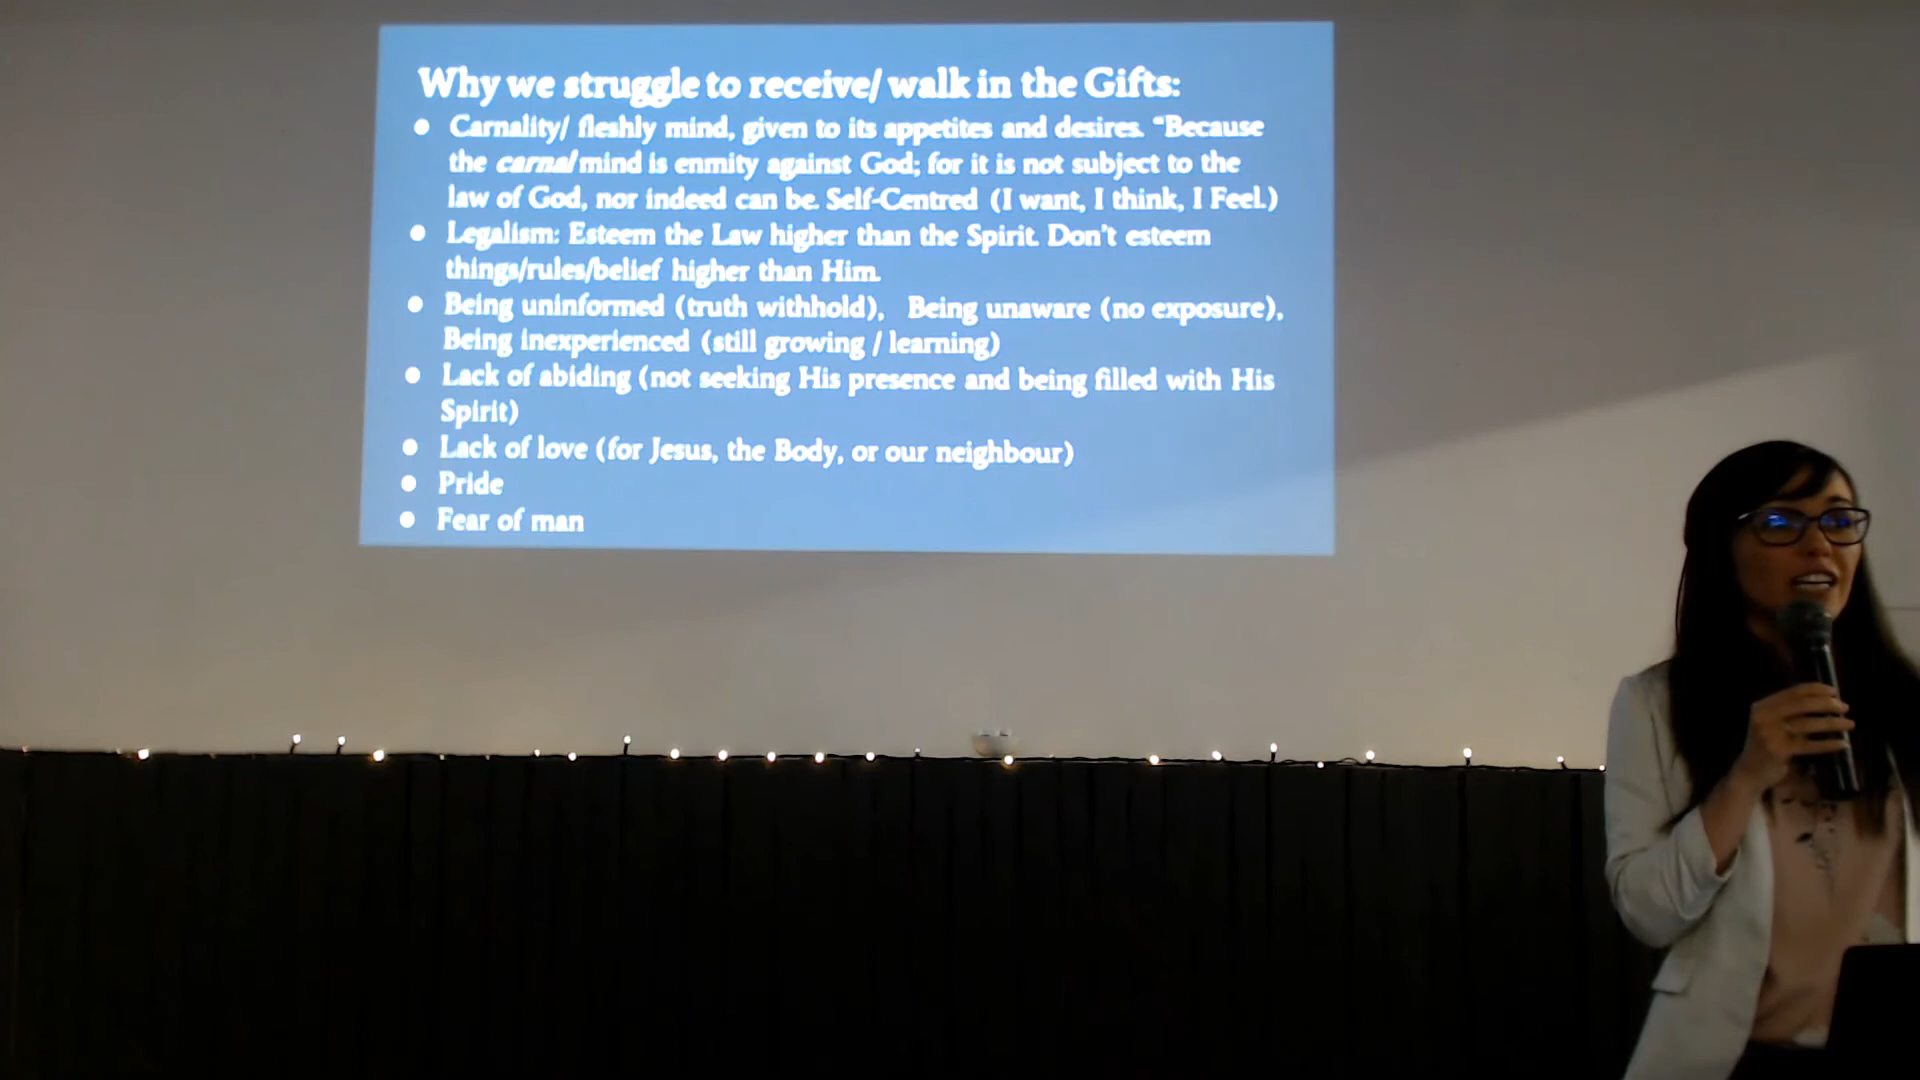 Why we struggle to receive/ walk in the Gifts:
● Carnality/ fleshly mind, given to its appetites and desires. "Because
the carnal mind is enmity against God; for it is not subject to the
law of God, nor indeed can be. Self-Centred (I want, I think, I Feel.)
● Legalism: Esteem the Law higher than the Spirit. Don't esteem
things/rules/belief higher than Him.
● Being uninformed (truth withhold), Being unaware (no exposure),
Being inexperienced (still growing / learning)
● Lack of abiding (not seeking His presence and being filled with His
Spirit)
● Lack of love (for Jesus, the Body, or our neighbour)
● Pride
● Fear of man